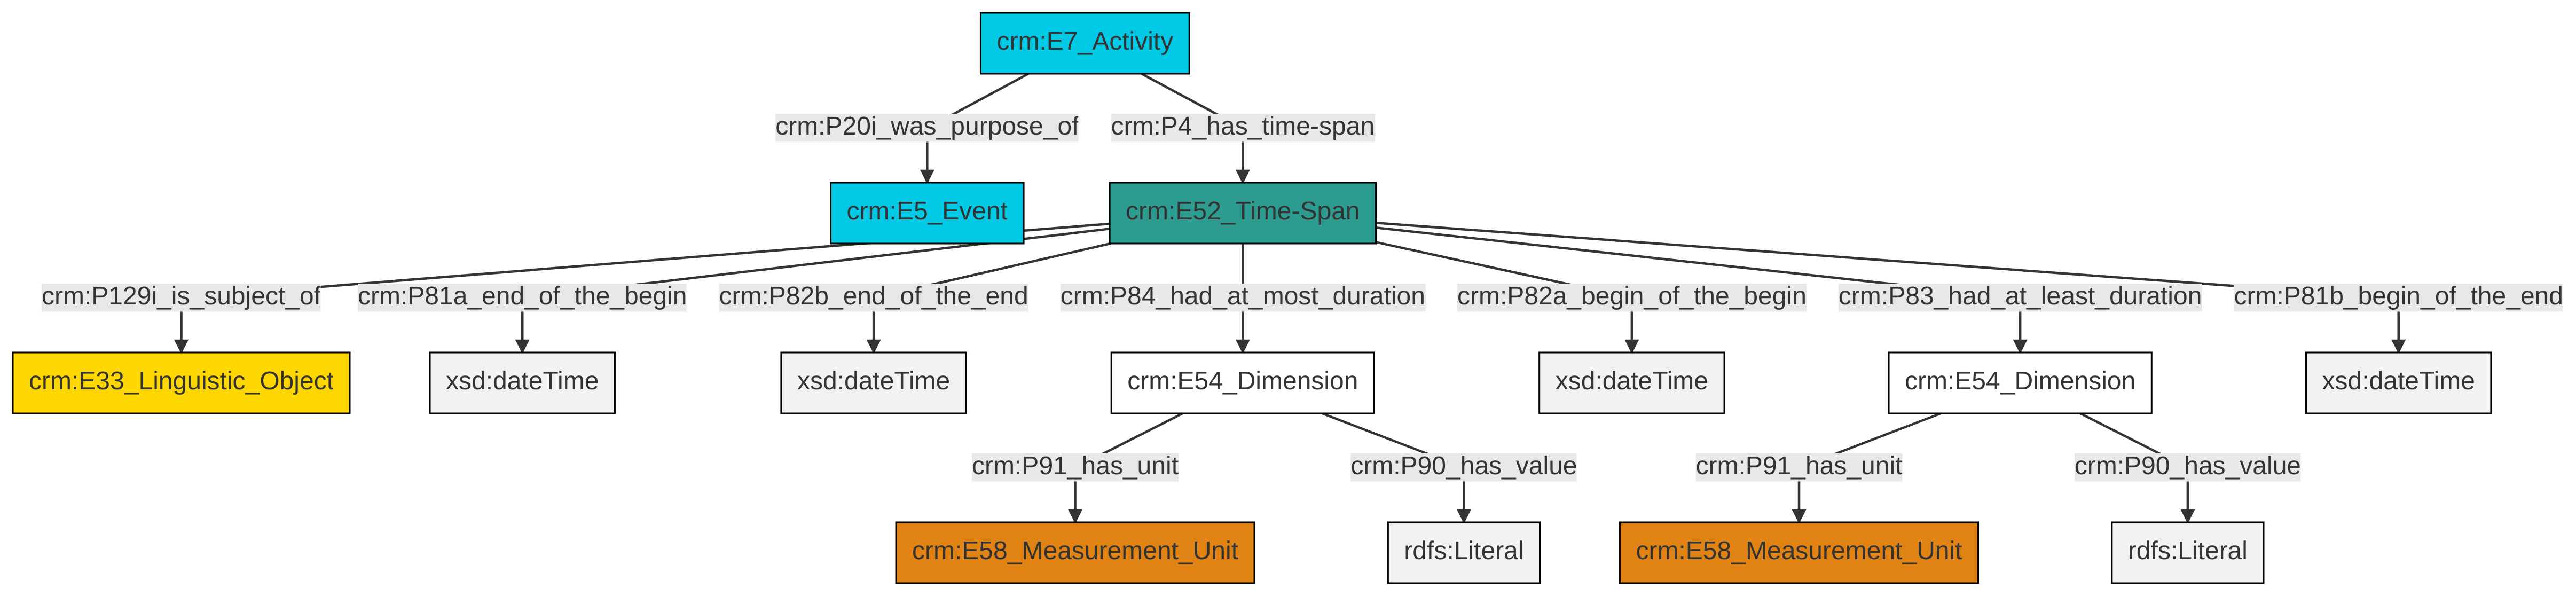 crm:E7_Activity
crm:P20i_was_purpose_of
crm:P4_has_time-span
crm:E5_Event
crm:E52_Time-Span
crm:P129i_is_subject_of
crm:P81a_end_of_the_begin
crm:P82b_end_of_the_end
crm:P84_had_at_most_duration
crm:P82a_begin_of_the_begin
crm:P83_had_at_least_duration
crm:P81b_begin_of_the_end
crm:E33_Linguistic_Object
xsd:dateTime
xsd:dateTime
crm:E54_Dimension
xsd:dateTime
crm:E54_Dimension
xsd:dateTime
crm:P91_has_unit
crm:P90_has_value
crm:P91_has_unit
crm:P90_has_value
crm:E58_Measurement_Unit
rdfs:Literal
crm:E58_Measurement_Unit
rdfs:Literal